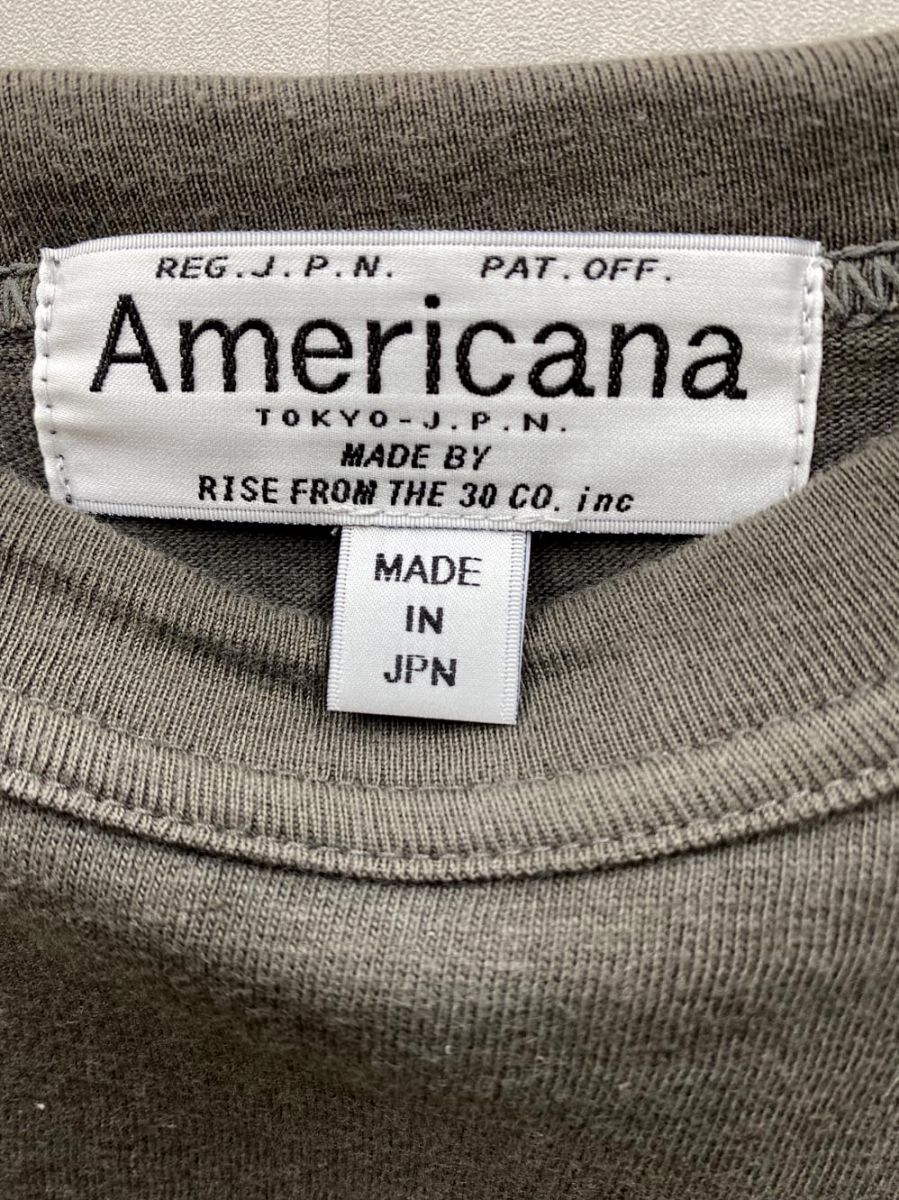 REG.J.P.N. PAT.OFF.
Americana
TOKYO-J.P.N.
MADE BY
RISE FROM THE 30 CO. inc
MADE
IN
JPN